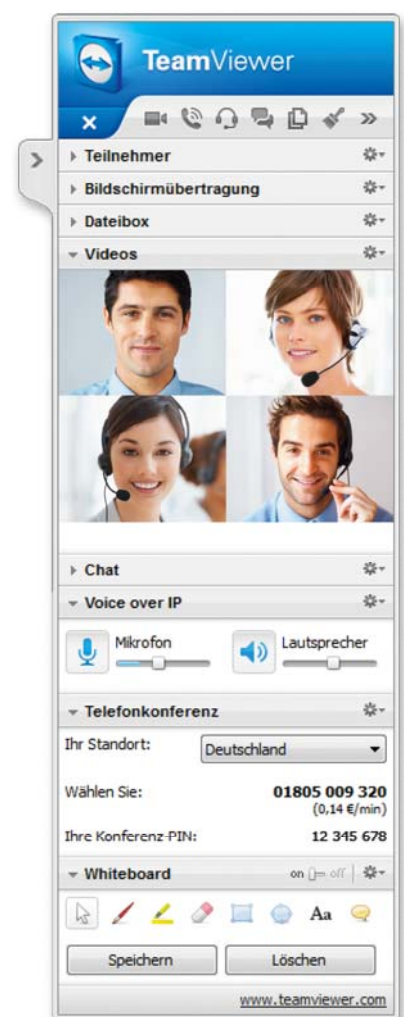 TeamViewer
Teilnehmer
Bildschirmübertragung
Dateibox
Videos
Chat
Voice over IP
Mikrofon
Lautsprecher
Telefonkonferenz
Ihr Standort: Deutschland
Wählen Sie: 01805 009 320
(0,14 €/min)
Ihre Konferenz-PIN: 12 345 678
Whiteboard on off
Aa
Speichern Löschen
www.teamviewer.com